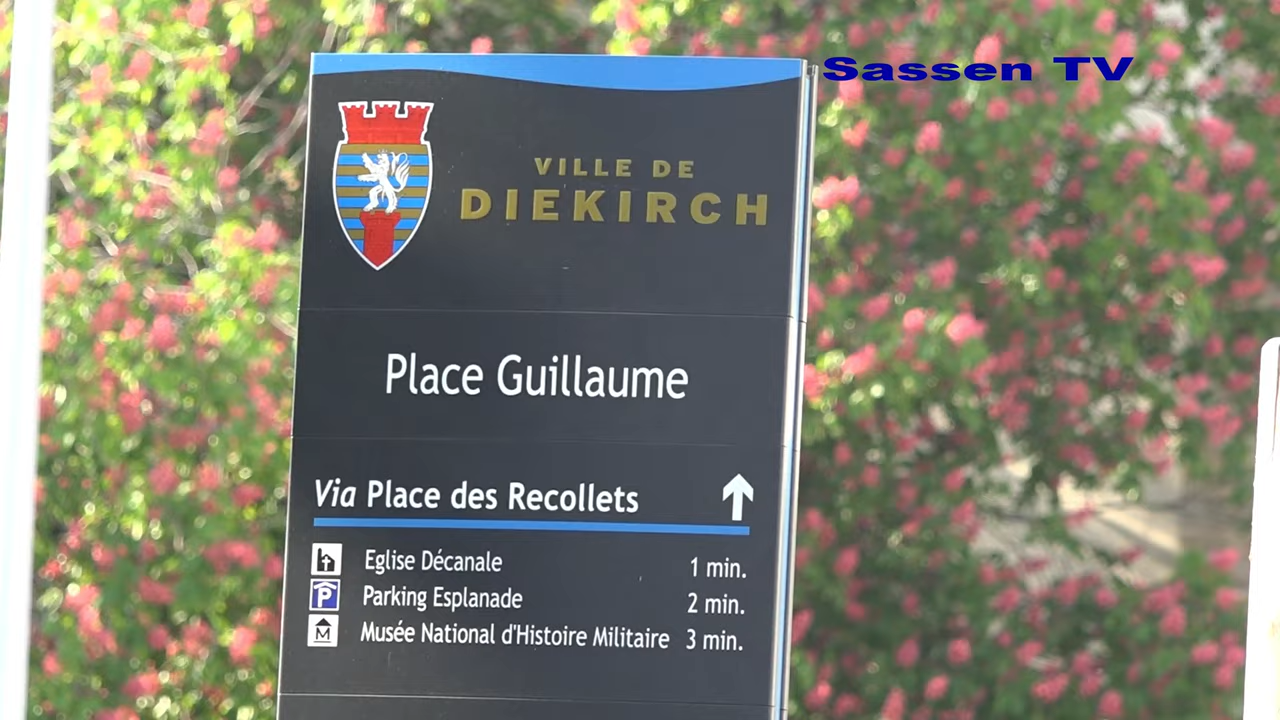 Sassen TV
VILLE DE
DIEKIRCH
Place Guillaume
Via Place des Recollets
Eglise Décanale 1 min.
P Parking Esplanade 2 min.
M Musée National d'Histoire Militaire 3 min.